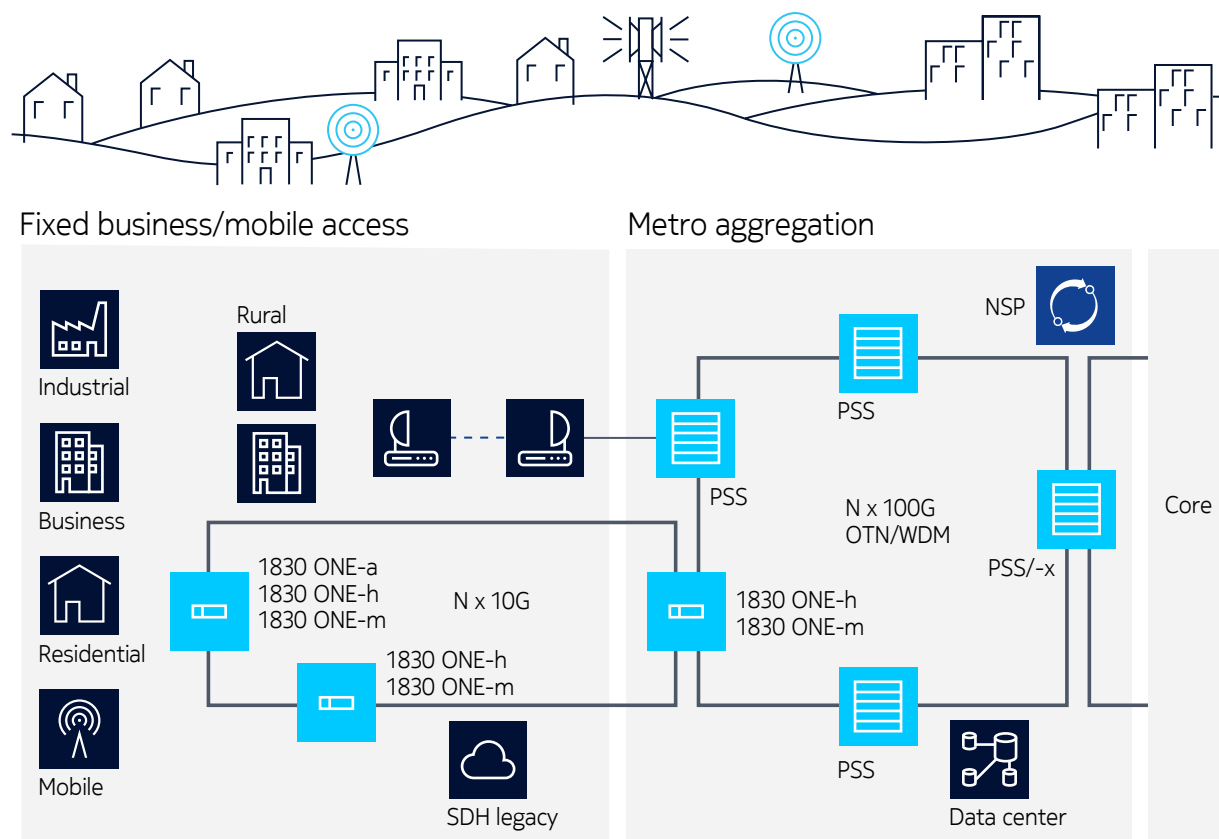 Fixed business/mobile access
Metro aggregation
Industrial
Business
Residential
Mobile
Rural
1830 ONE-a
1830 ONE-h
1830 ONE-m
N x 10G
1830 ONE-h
1830 ONE-m
SDH legacy
NSP
PSS
PSS
N x 100G
OTN/WDM
PSS/-x
1830 ONE-h
1830 ONE-m
PSS
Data center
Core